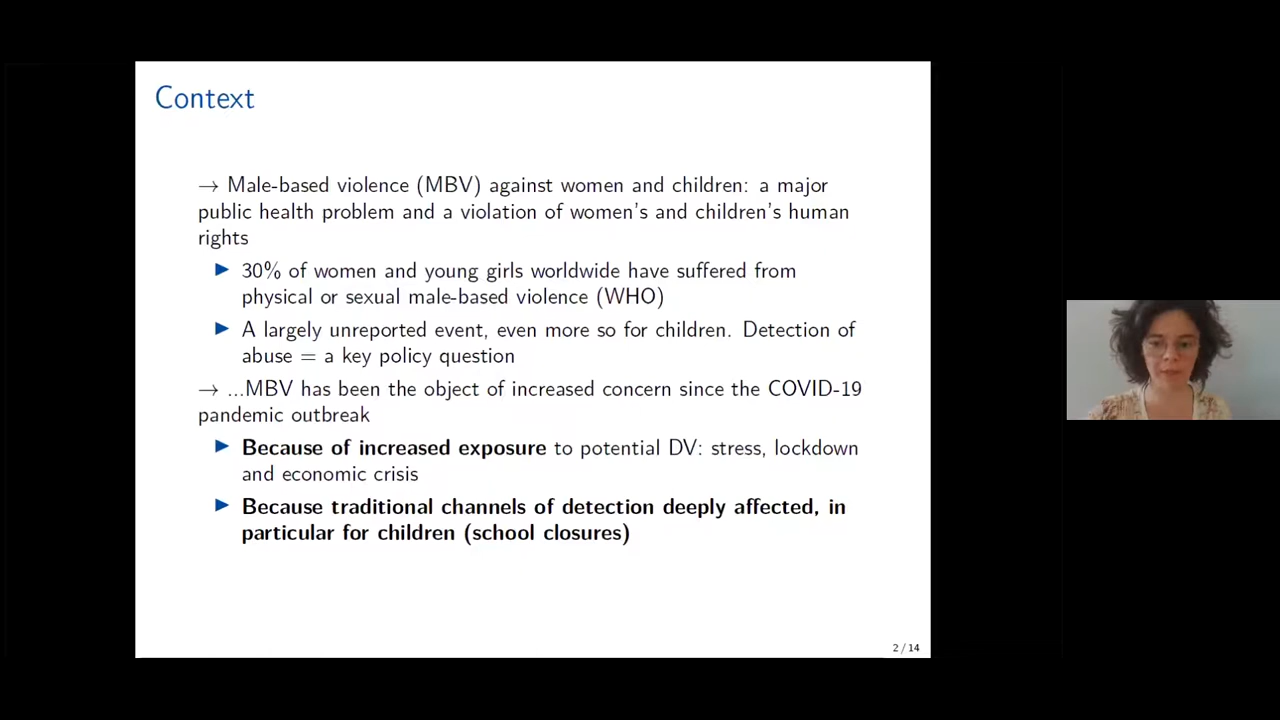 Context
→ Male-based violence (MBV) against women and children: a major
public health problem and a violation of women's and children's human
rights
▶ 30% of women and young girls worldwide have suffered from
physical or sexual male-based violence (WHO)
▶ A largely unreported event, even more so for children. Detection of
abuse = a key policy question
→ ...MBV has been the object of increased concern since the COVID-19
pandemic outbreak
▶ Because of increased exposure to potential DV: stress, lockdown
and economic crisis
▶ Because traditional channels of detection deeply affected, in
particular for children (school closures)
2 / 14